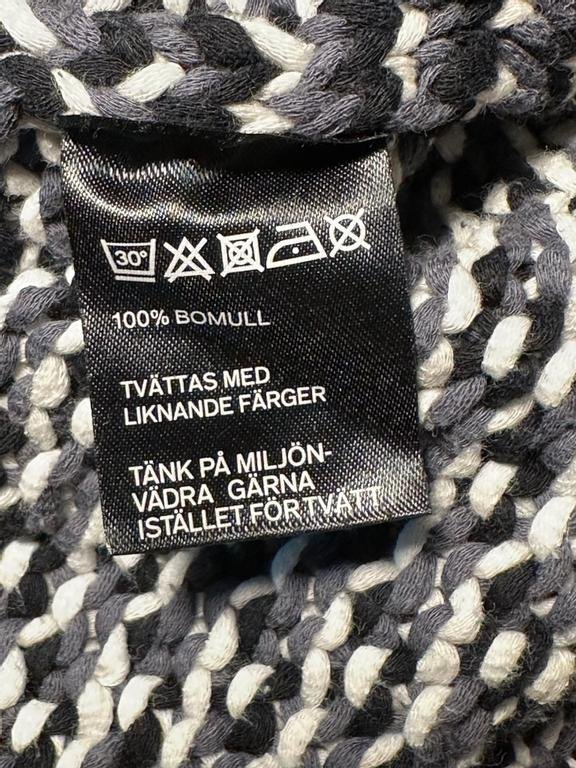 30°
100% BOMULL
TVÄTTAS MED
LIKNANDE FÄRGER
TÄNK PÅ MILJÖN-
VÄDRA GÄRNA
ISTÄLLET FÖR TVÄTT